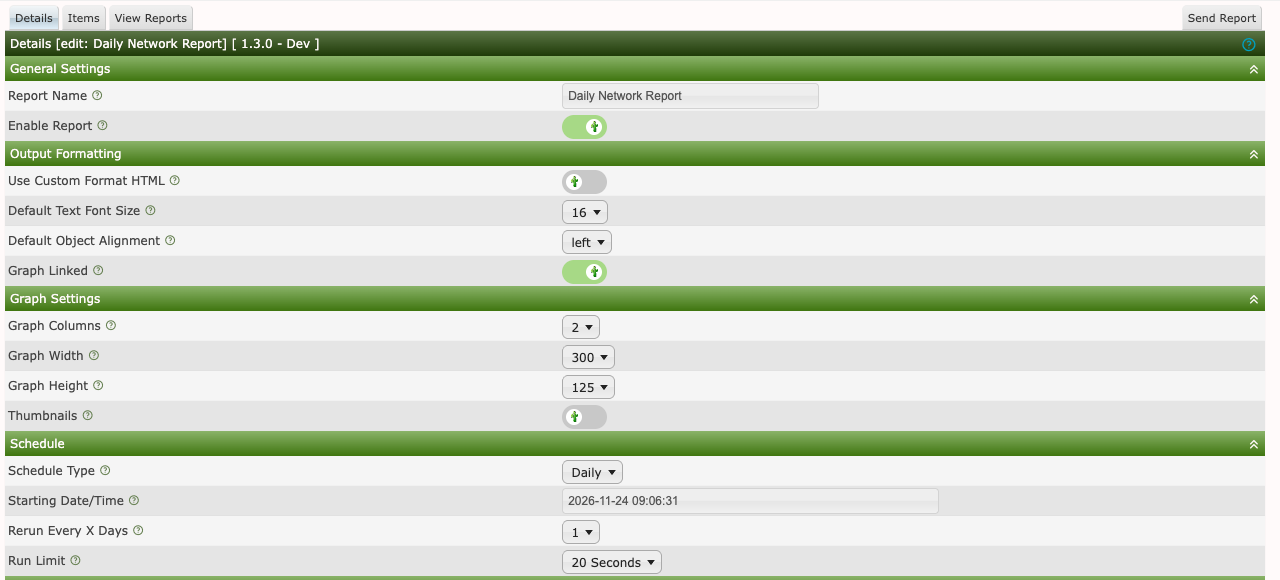 Details Items View Reports Send Report
Details [edit: Daily Network Report] [ 1.3.0 - Dev ]
General Settings
Report Name Daily Network Report
Enable Report
Output Formatting
Use Custom Format HTML
Default Text Font Size 16
Default Object Alignment left
Graph Linked
Graph Settings
Graph Columns 2
Graph Width 300
Graph Height 125
Thumbnails
Schedule
Schedule Type Daily
Starting Date/Time 2026-11-24 09:06:31
Rerun Every X Days 1
Run Limit 20 Seconds